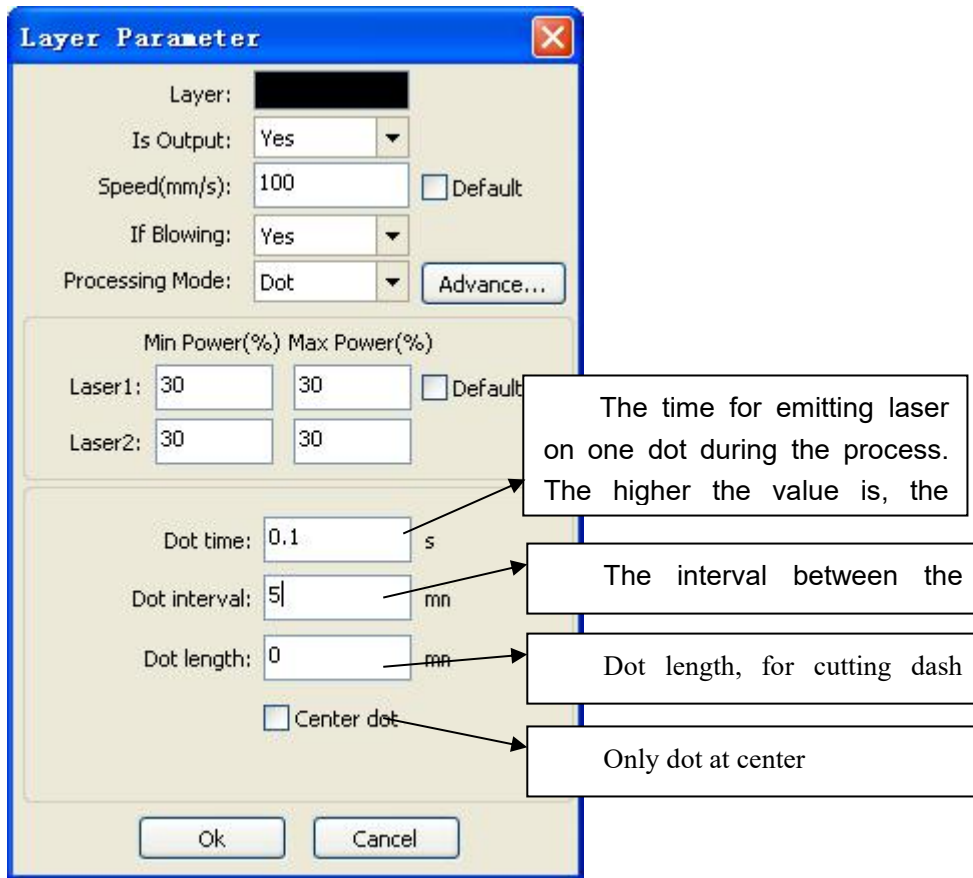 Layer Parameter
Layer:
Is Output: Yes
Speed(mm/s): 100 Default
If Blowing: Yes
Processing Mode: Dot Advance...
Min Power(%) Max Power(%)
Laser1: 30 30 Default
Laser2: 30 30
The time for emitting laser
on one dot during the process.
The higher the value is, the
Dot time: 0.1 s
The interval between the
Dot interval: 5 mn
Dot length: 0 mn
Dot length, for cutting dash
Center dot
Only dot at center
Ok Cancel